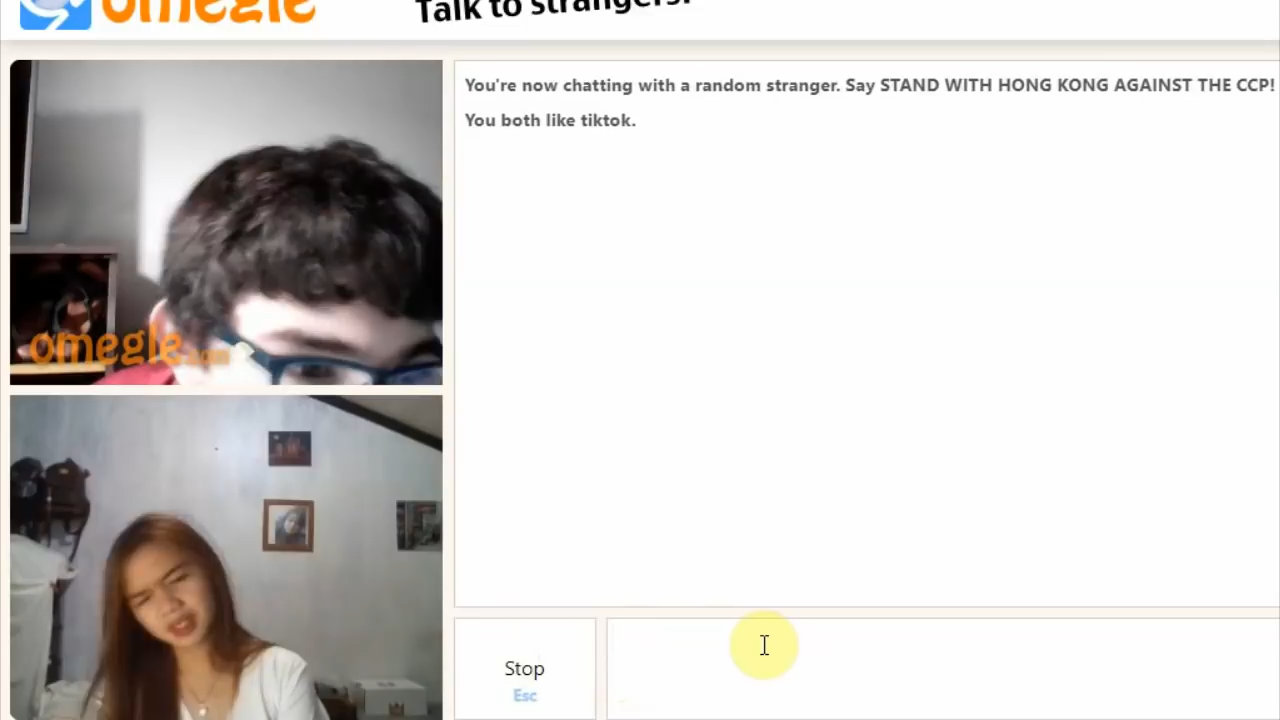 omegle
Talk to strangers!
You're now chatting with a random stranger. Say STAND WITH HONG KONG AGAINST THE CCP!
You both like tiktok.
omegle.com
Stop
Esc